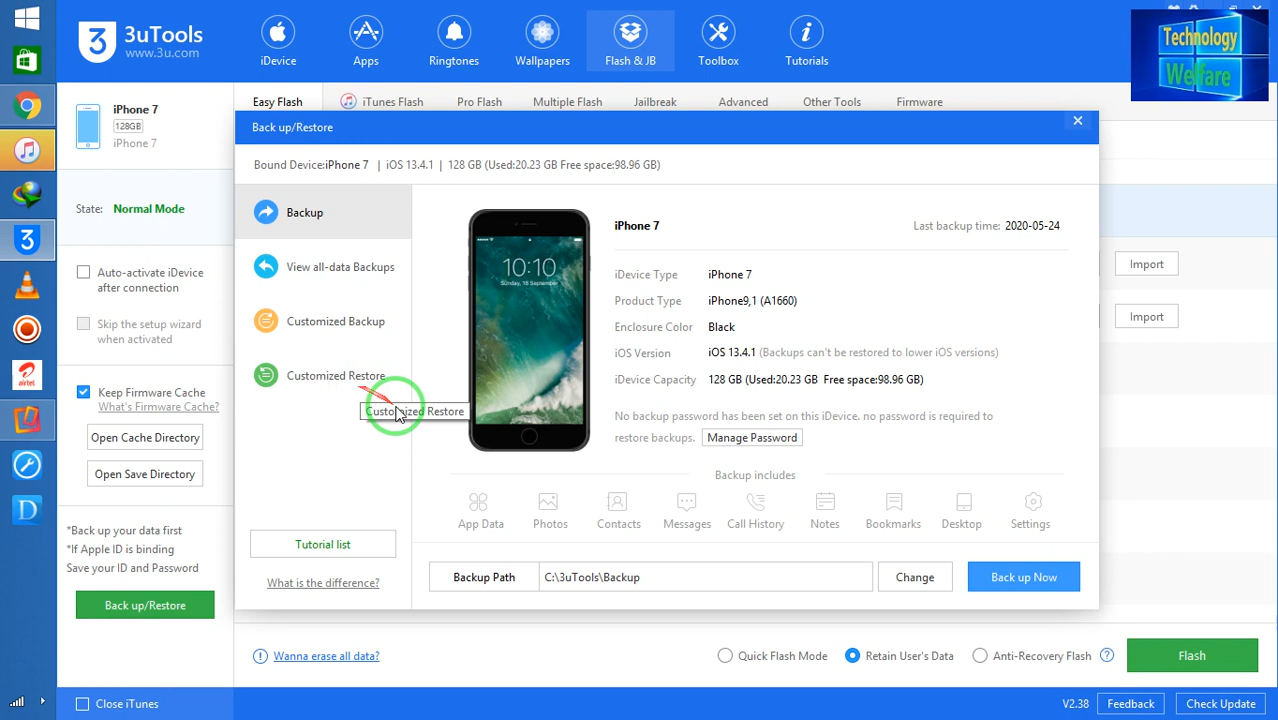 3
3uTools
www.3u.com
iDevice
Apps
Ringtones
Wallpapers
Flash & JB
Toolbox
Tutorials
Technology
Welfare
iPhone 7
128GB
iPhone 7
State: Normal Mode
Auto-activate iDevice
after connection
Skip the setup wizard
when activated
Keep Firmware Cache
What's Firmware Cache?
Open Cache Directory
Open Save Directory
*Back up your data first
*If Apple ID is binding
Save your ID and Password
Back up/Restore
Easy Flash
iTunes Flash
Pro Flash
Multiple Flash
Jailbreak
Advanced
Other Tools
Firmware
Back up/Restore
Bound Device:iPhone 7 | iOS 13.4.1 | 128 GB (Used:20.23 GB Free space:98.96 GB)
Backup
View all-data Backups
Customized Backup
Customized Restore
Customized Restore
Tutorial list
What is the difference?
10:10
Sunday, 18 September
iPhone 7
Last backup time: 2020-05-24
iDevice Type iPhone 7
Product Type iPhone9,1 (A1660)
Enclosure Color Black
iOS Version iOS 13.4.1 (Backups can't be restored to lower iOS versions)
iDevice Capacity 128 GB (Used:20.23 GB Free space:98.96 GB)
No backup password has been set on this iDevice. no password is required to
restore backups. Manage Password
Backup includes
App Data
Photos
Contacts
Messages
Call History
Notes
Bookmarks
Desktop
Settings
Backup Path C:\3uTools\Backup Change Back up Now
Import
Import
Wanna erase all data?
Quick Flash Mode
Retain User's Data
Anti-Recovery Flash
?
Flash
Close iTunes
V2.38
Feedback
Check Update
3
airtel
D